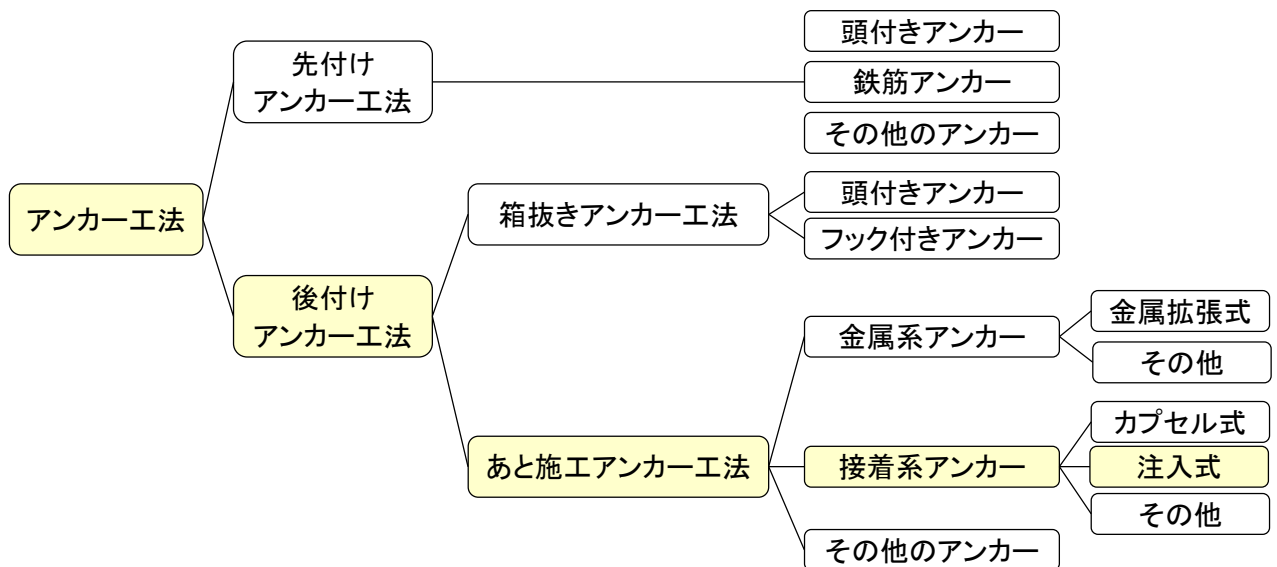 アンカー工法
先付け
アンカー工法
頭付きアンカー
鉄筋アンカー
その他のアンカー
後付け
アンカー工法
箱抜きアンカー工法
頭付きアンカー
フック付きアンカー
あと施工アンカー工法
金属系アンカー
金属拡張式
その他
接着系アンカー
カプセル式
注入式
その他
その他のアンカー